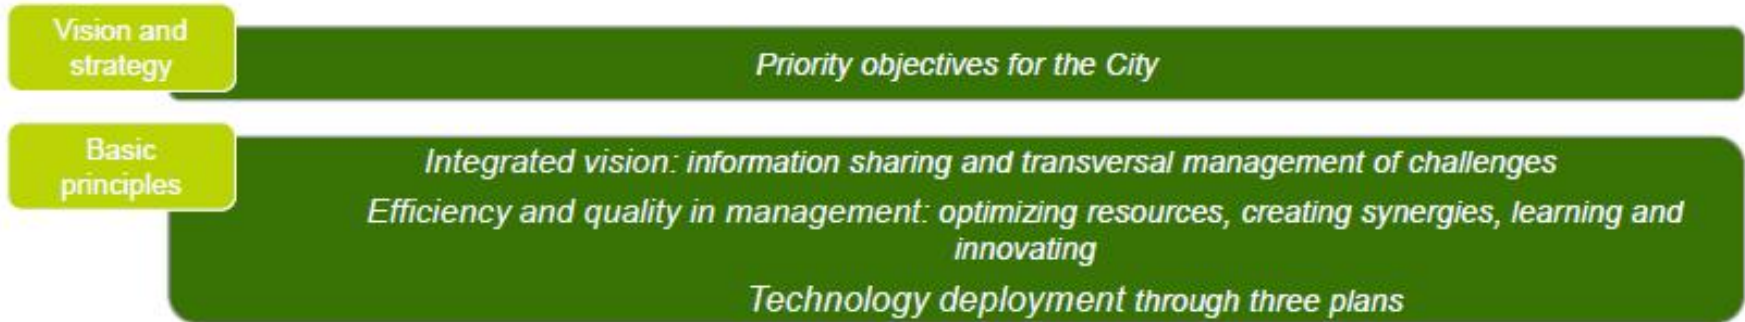 Vision and
strategy
Priority objectives for the City
Basic
principles
Integrated vision: information sharing and transversal management of challenges
Efficiency and quality in management: optimizing resources, creating synergies, learning and
innovating
Technology deployment through three plans